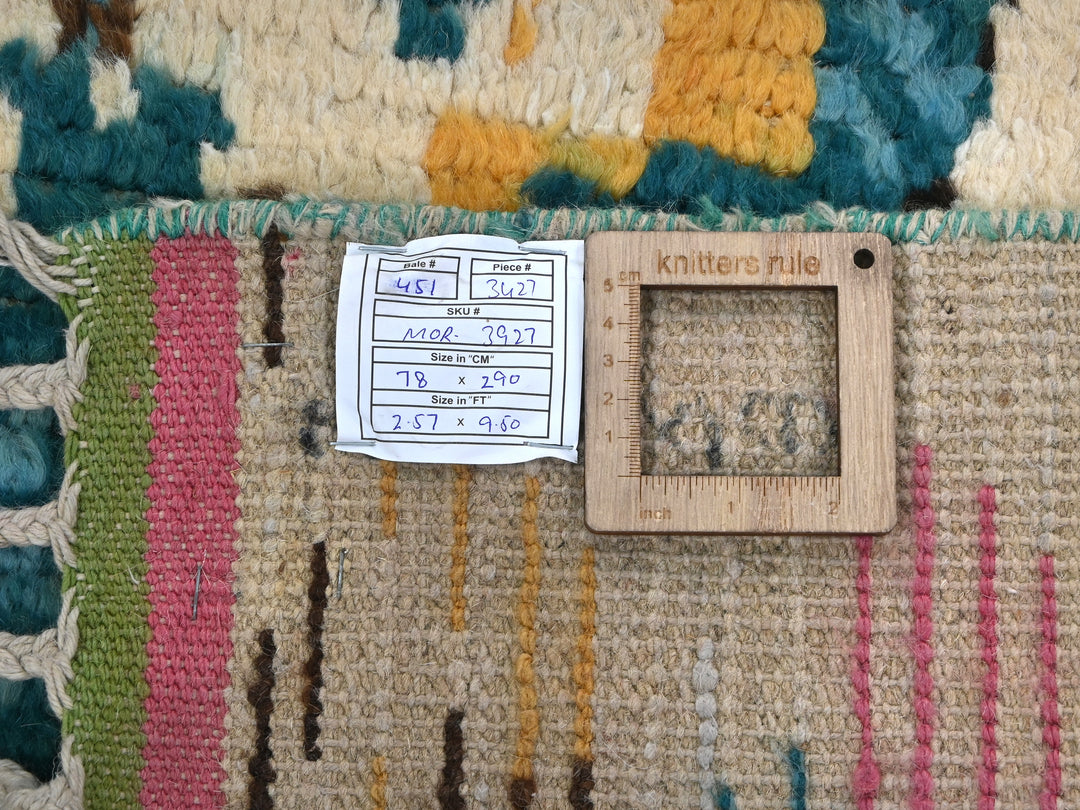 Bale # Piece #
451 3427
SKU #
MOR- 3927
Size in "CM"
78 x 290
Size in "FT"
2.57 x 9.50
knitters rule
cm
5
4
3
2
1
inch 1 2